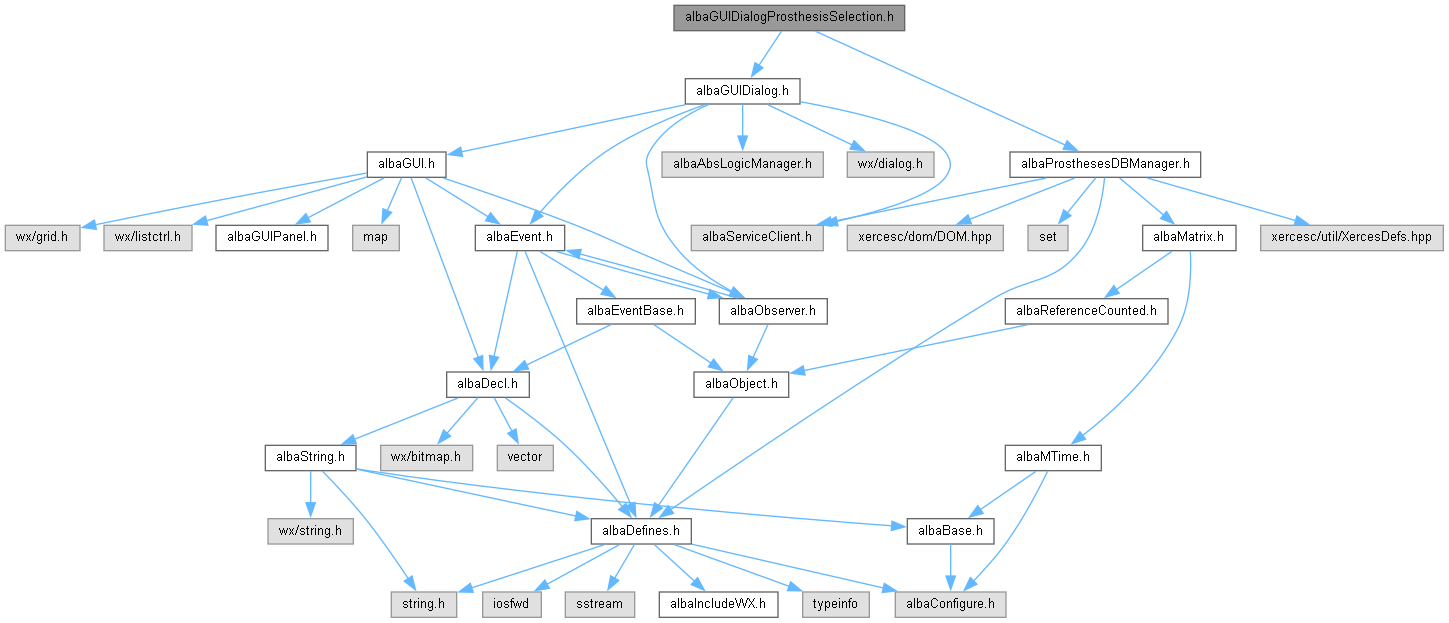 albaGUIDialogProsthesisSelection.h
albaGUIDialog.h
albaGUI.h
albaAbsLogicManager.h
wx/dialog.h
albaProsthesesDBManager.h
wx/grid.h
wx/listctrl.h
albaGUIPanel.h
map
albaEvent.h
albaServiceClient.h
xercesc/dom/DOM.hpp
set
albaMatrix.h
xercesc/util/XercesDefs.hpp
albaEventBase.h
albaObserver.h
albaReferenceCounted.h
albaDecl.h
albaObject.h
albaString.h
wx/bitmap.h
vector
albaMTime.h
wx/string.h
albaDefines.h
albaBase.h
string.h
iosfwd
sstream
albaIncludeWX.h
typeinfo
albaConfigure.h